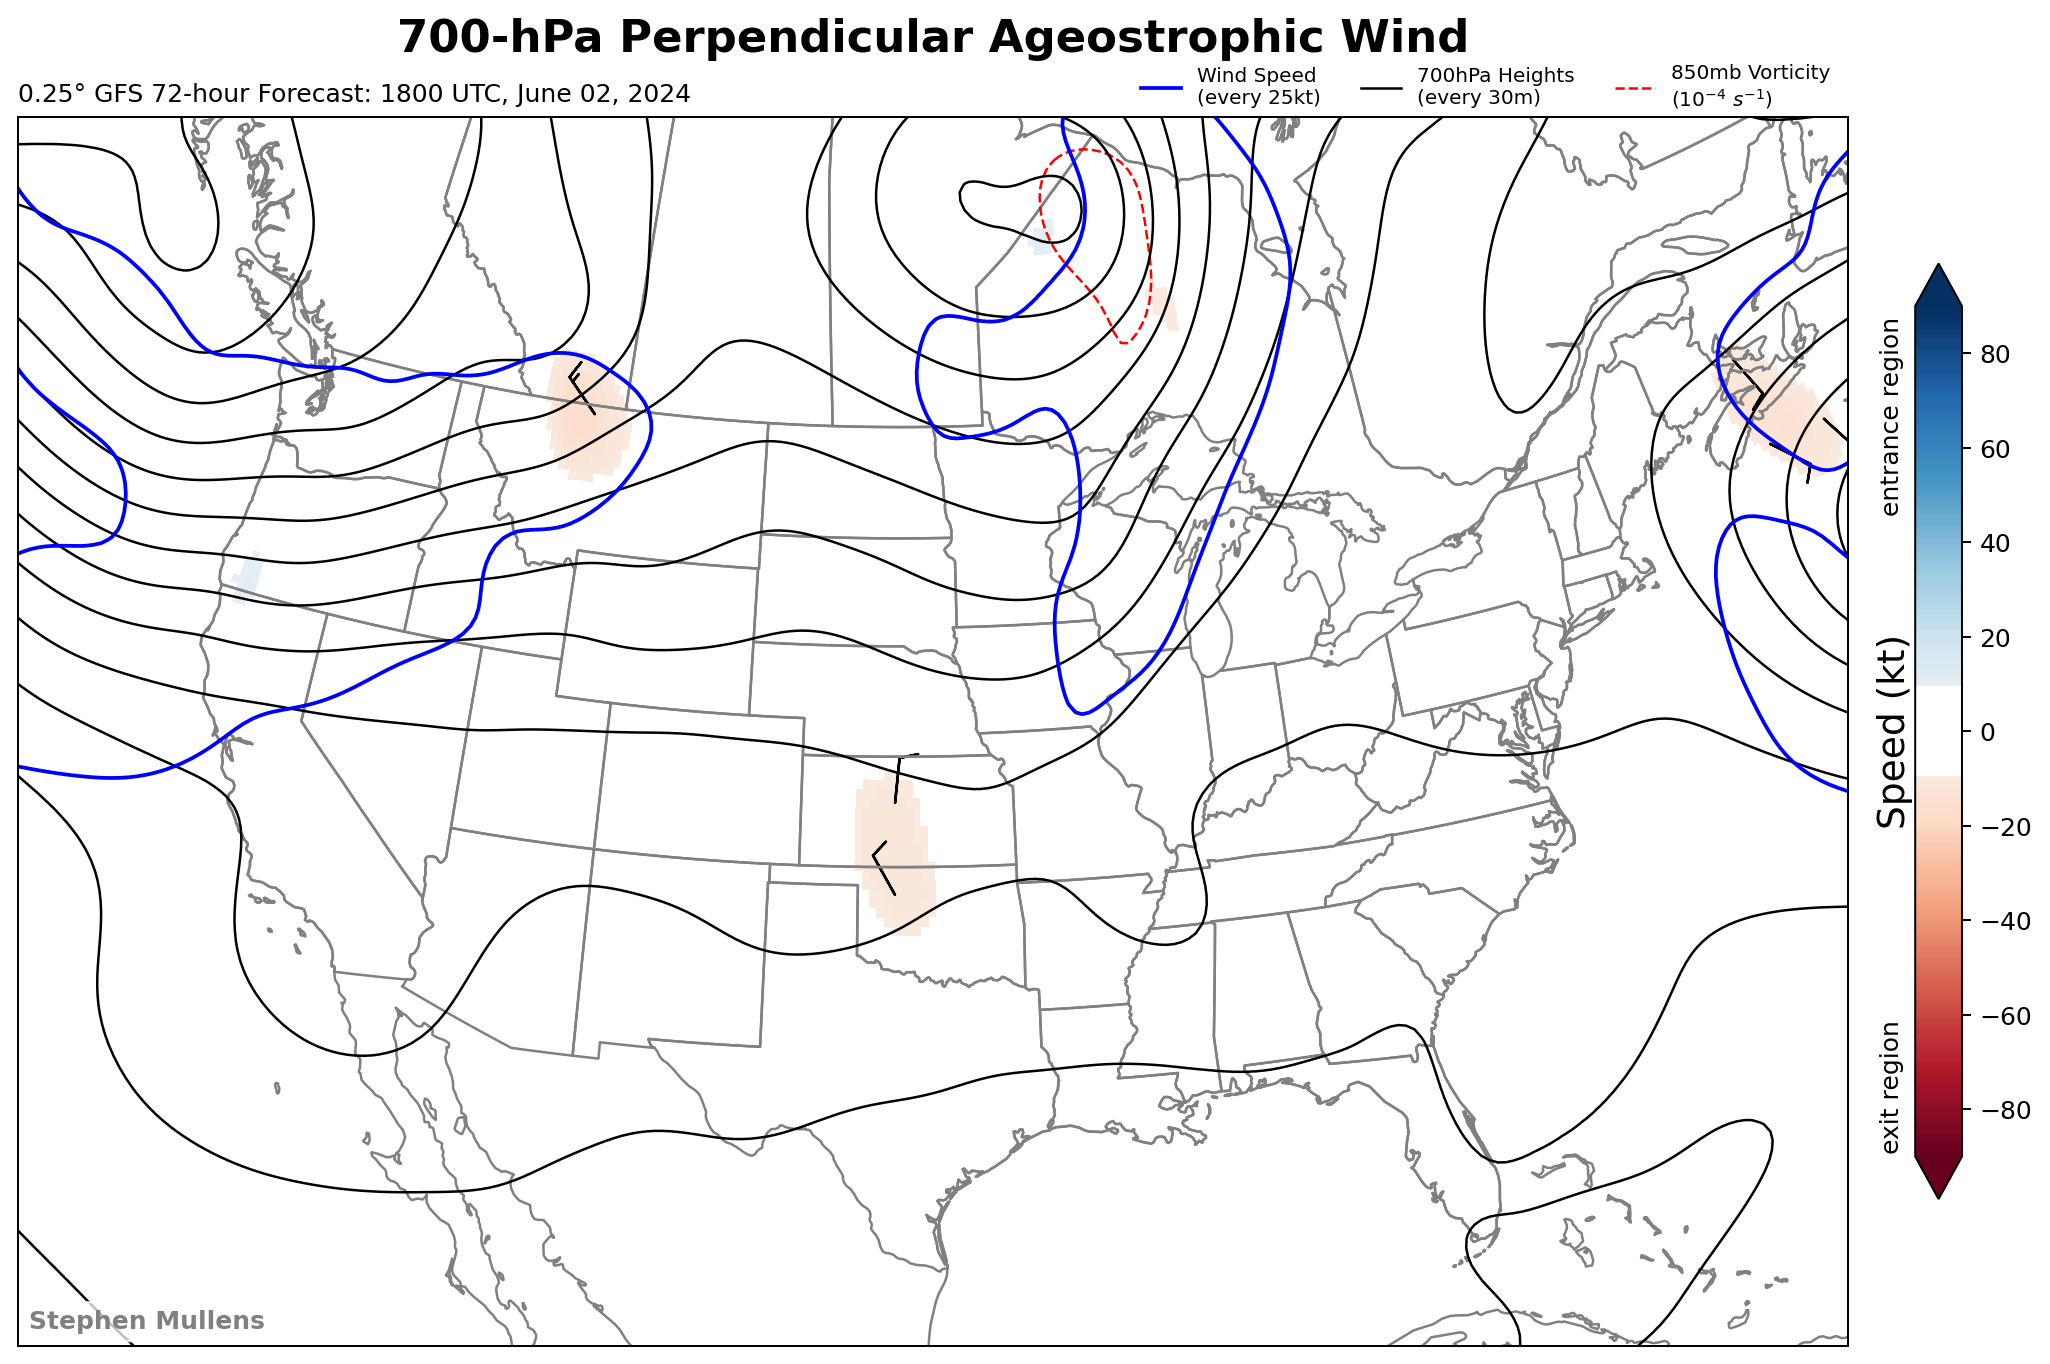 700-hPa Perpendicular Ageostrophic Wind
0.25° GFS 72-hour Forecast: 1800 UTC, June 02, 2024
Wind Speed
(every 25kt)
700hPa Heights
(every 30m)
850mb Vorticity
(10⁻⁴ s⁻¹)
entrance region
Speed (kt)
exit region
80
60
40
20
0
−20
−40
−60
−80
Stephen Mullens